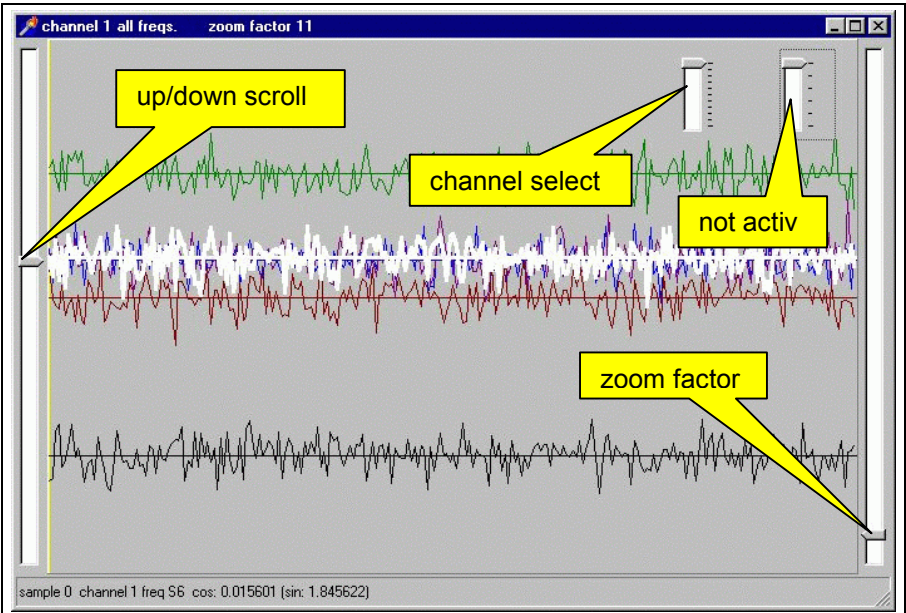 channel 1 all freqs. zoom factor 11
up/down scroll
channel select
not activ
zoom factor
sample 0 channel 1 freq S6 cos: 0.015601 (sin: 1.845622)